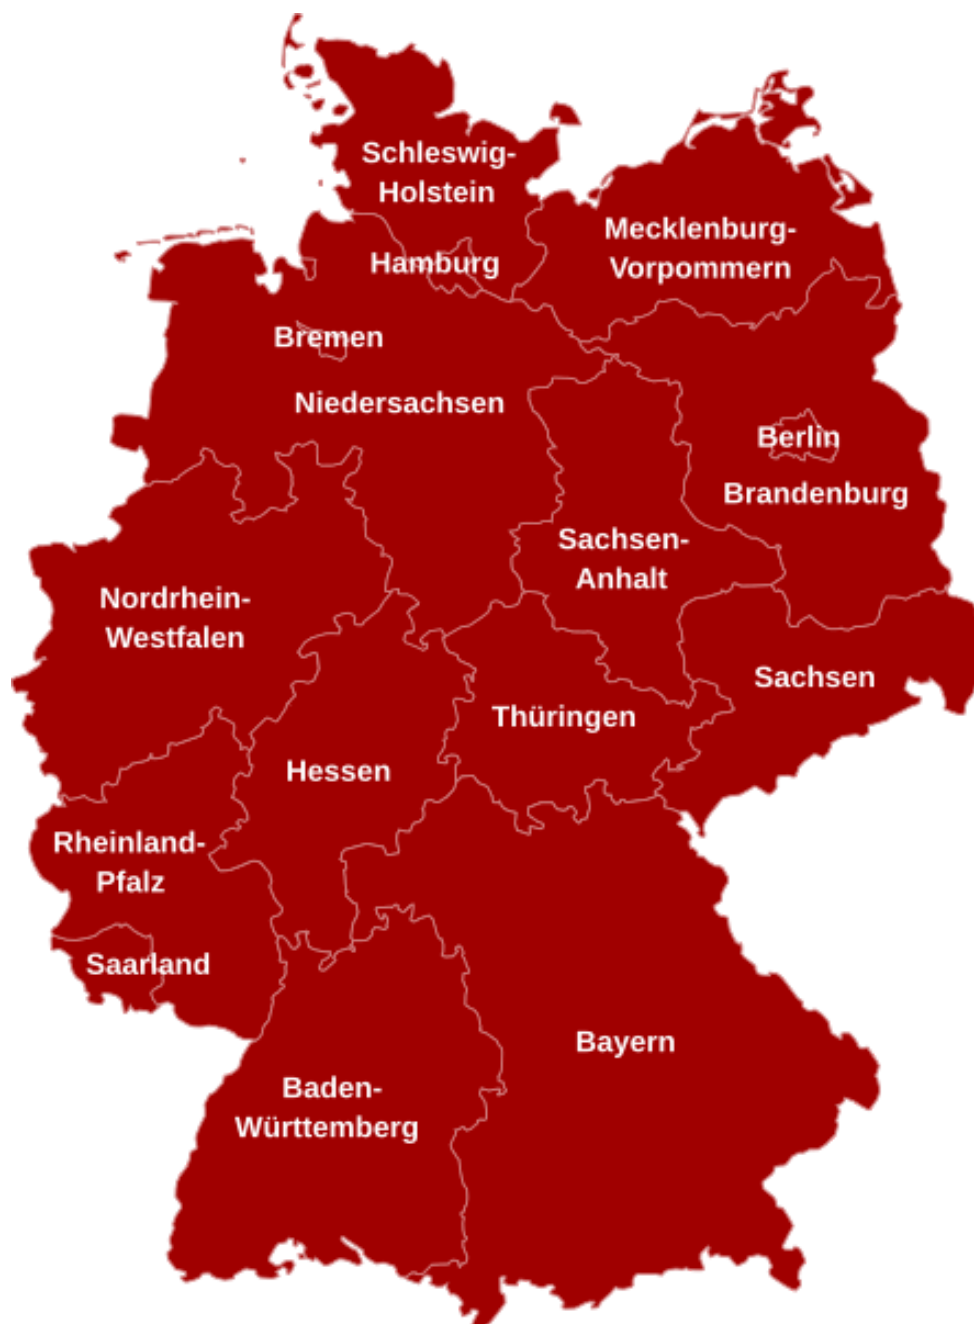 Schleswig-
Holstein
Mecklenburg-
Vorpommern
Hamburg
Bremen
Niedersachsen
Berlin
Brandenburg
Sachsen-
Anhalt
Nordrhein-
Westfalen
Sachsen
Thüringen
Hessen
Rheinland-
Pfalz
Saarland
Bayern
Baden-
Württemberg